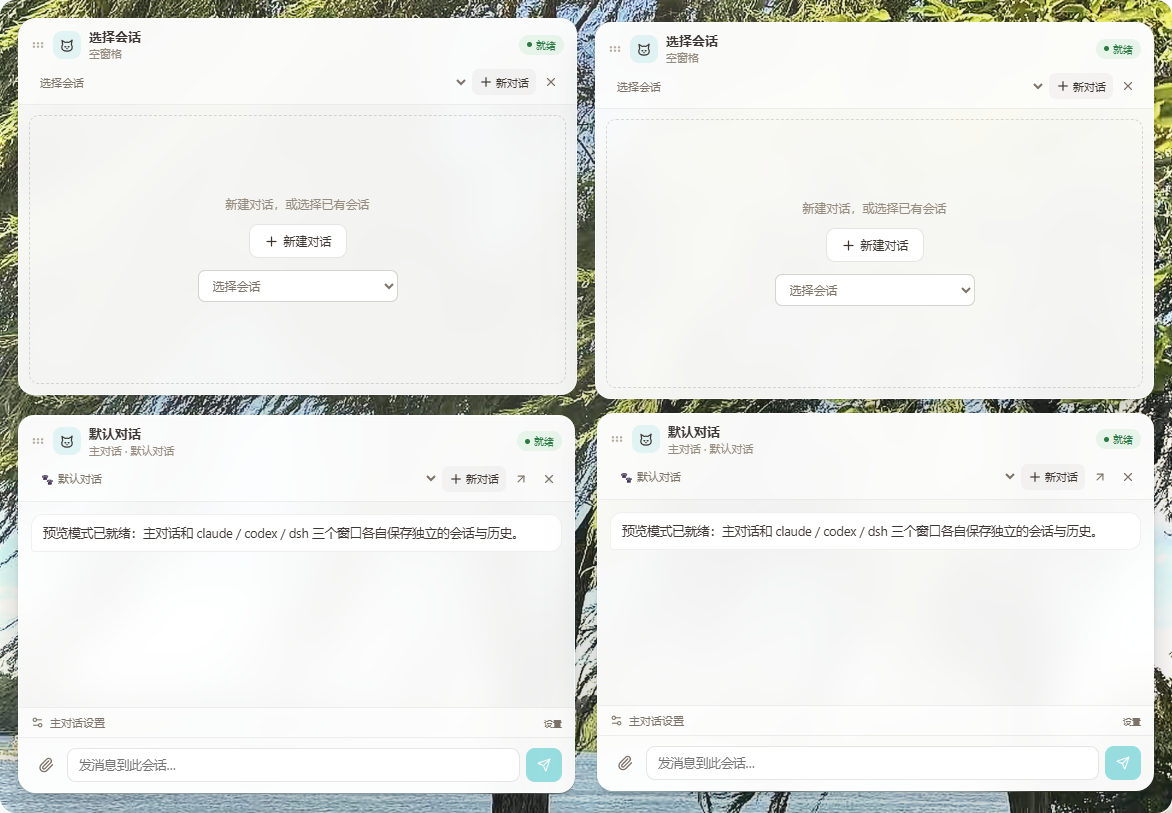 选择会话
空窗格
就绪
选择会话
新对话
新建对话，或选择已有会话
新建对话
选择会话
选择会话
空窗格
就绪
选择会话
新对话
新建对话，或选择已有会话
新建对话
选择会话
默认对话
主对话 · 默认对话
就绪
默认对话
新对话
预览模式已就绪：主对话和 claude / codex / dsh 三个窗口各自保存独立的会话与历史。
主对话设置
设置
发消息到此会话...
默认对话
主对话 · 默认对话
就绪
默认对话
新对话
预览模式已就绪：主对话和 claude / codex / dsh 三个窗口各自保存独立的会话与历史。
主对话设置
设置
发消息到此会话...